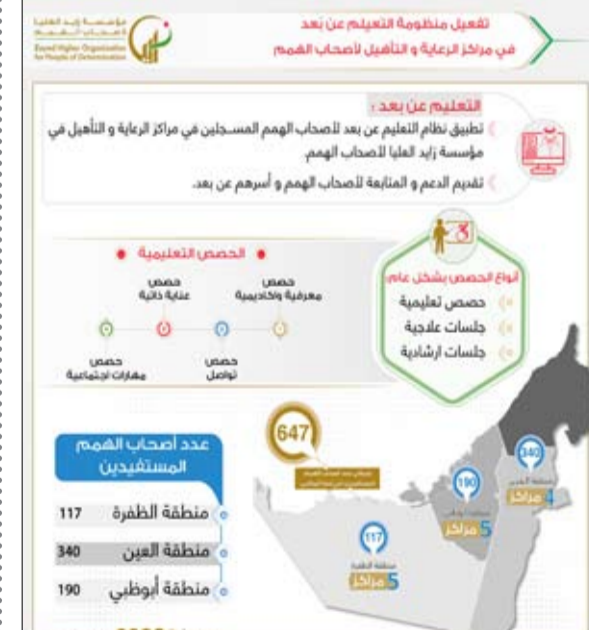 مؤسسة زايد العليا
لأصحاب الهمم
Zayed Higher Organization
for People of Determination
تفعيل منظومة التعيلم عن بَعد
في مراكز الرعاية و التأهيل لأصحاب الهمم
التعليم عن بعد :
تطبيق نظام التعليم عن بعد لأصحاب الهمم المسـجلين في مراكز الرعاية و التأهيل في
مؤسسة زايد العليا لأصحاب الهمم.
تقديم الدعم و المتابعة لأصحاب الهمم و أسرهم عن بعد.
أنواع الحصص بشكل عام:
حصص تعليمية
جلسات علاجية
جلسات ارشادية
الحصص التعليمية
حصص
معرفية واكاديمية
حصص
عناية ذاتية
حصص
تواصل
حصص
مهارات اجتماعية
647
340
منطقة العين
4 مراكز
190
5 مراكز
117
منطقة الظفرة
5 مراكز
عدد أصحاب الهمم
المستفيدين
منطقة الظفرة 117
منطقة العين 340
منطقة أبوظبي 190